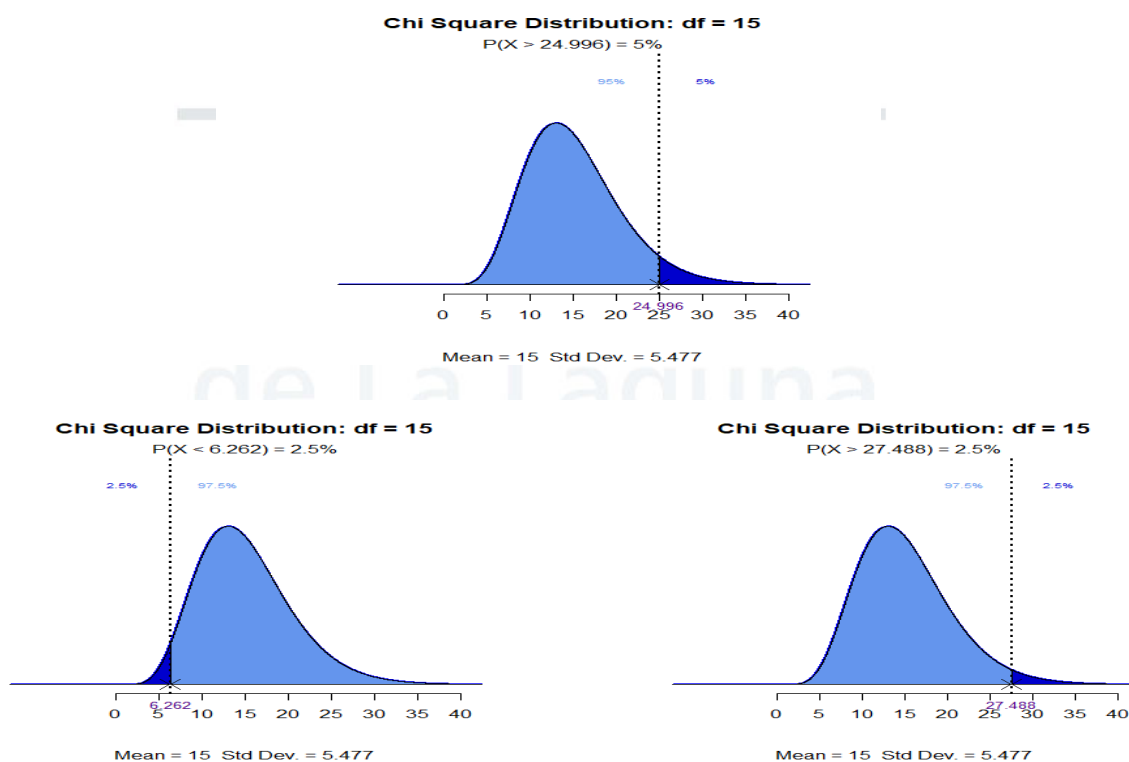 Chi Square Distribution: df = 15
P(X > 24.996) = 5%
95% 5%
24.996
0 5 10 15 20 25 30 35 40
Mean = 15 Std Dev. = 5.477
de La Laguna
Chi Square Distribution: df = 15
P(X < 6.262) = 2.5%
2.5% 97.5%
6.262
0 5 10 15 20 25 30 35 40
Mean = 15 Std Dev. = 5.477
Chi Square Distribution: df = 15
P(X > 27.488) = 2.5%
97.5% 2.5%
27.488
0 5 10 15 20 25 30 35 40
Mean = 15 Std Dev. = 5.477